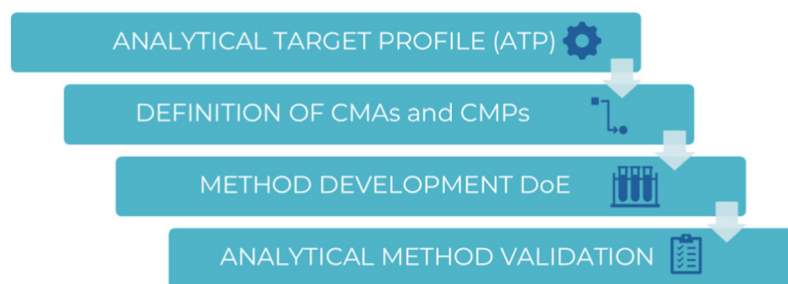 ANALYTICAL TARGET PROFILE (ATP)
DEFINITION OF CMAs and CMPs
METHOD DEVELOPMENT DoE
ANALYTICAL METHOD VALIDATION